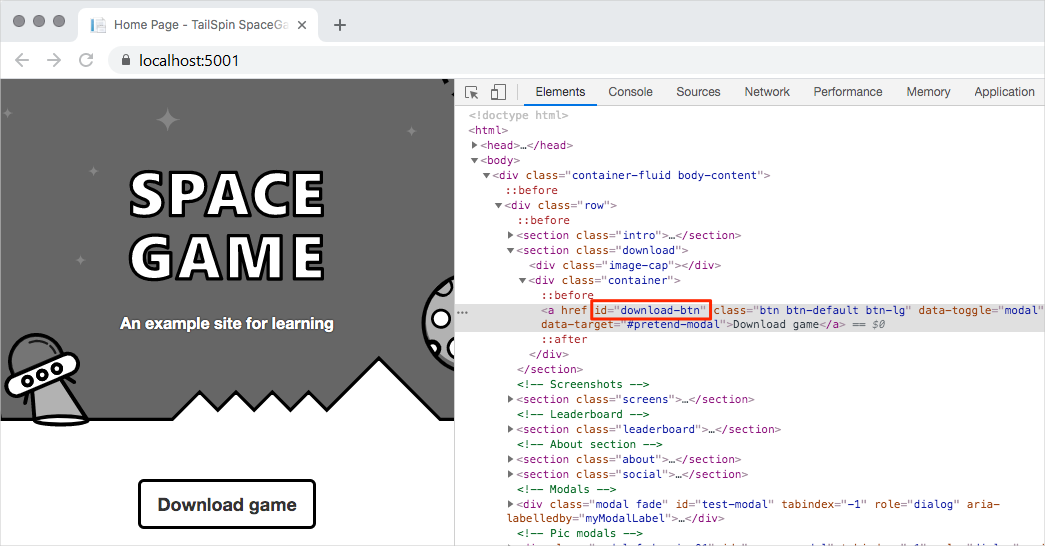 Home Page - TailSpin SpaceGa
localhost:5001
SPACE
GAME
An example site for learning
Download game
Elements Console Sources Network Performance Memory Application
<!doctype html>
<html>
<head>…</head>
<body>
<div class="container-fluid body-content">
::before
<div class="row">
::before
<section class="intro">…</section>
<section class="download">
<div class="image-cap"></div>
<div class="container">
::before
<a href id="download-btn" class="btn btn-default btn-lg" data-toggle="modal"
data-target="#pretend-modal">Download game</a> == $0
::after
</div>
</section>
<!-- Screenshots -->
<section class="screens">…</section>
<!-- Leaderboard -->
<section class="leaderboard">…</section>
<!-- About section -->
<section class="about">…</section>
<section class="social">…</section>
<!-- Modals -->
<div class="modal fade" id="test-modal" tabindex="-1" role="dialog" aria-
labelledby="myModalLabel">…</div>
<!-- Pic modals -->